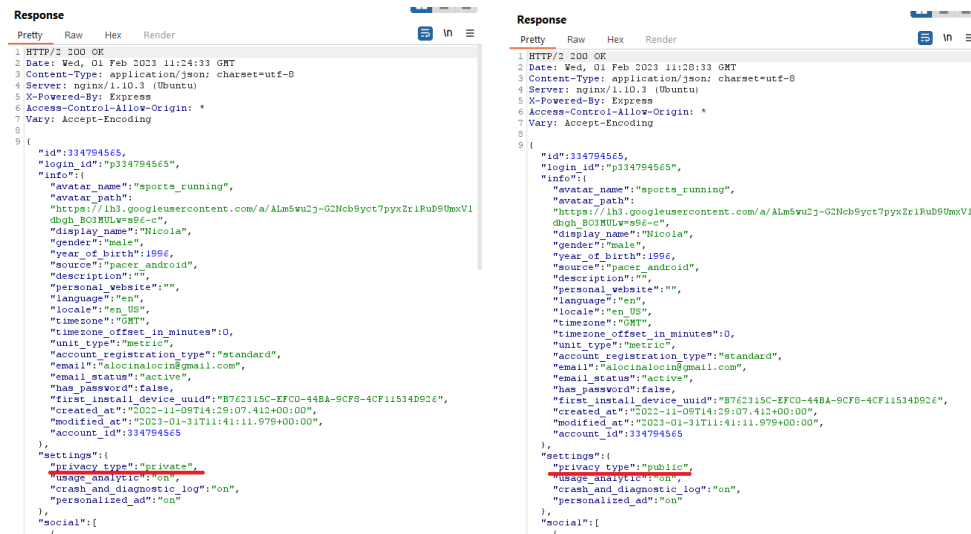 Response
Pretty Raw Hex Render
\n
1 HTTP/2 200 OK
2 Date: Wed, 01 Feb 2023 11:24:33 GMT
3 Content-Type: application/json; charset=utf-8
4 Server: nginx/1.10.3 (Ubuntu)
5 X-Powered-By: Express
6 Access-Control-Allow-Origin: *
7 Vary: Accept-Encoding
8
9 {
"id":334794565,
"login_id":"p334794565",
"info":{
"avatar_name":"sports_running",
"avatar_path":
"https://lh3.googleusercontent.com/a/ALm5wu2j-G2Ncb9yct7pyxZr1RuD9UmxVl
dbgh_BO3MULw=s96-c",
"display_name":"Nicola",
"gender":"male",
"year_of_birth":1996,
"source":"pacer_android",
"description":"",
"personal_website":"",
"language":"en",
"locale":"en_US",
"timezone":"GMT",
"timezone_offset_in_minutes":0,
"unit_type":"metric",
"account_registration_type":"standard",
"email":"alocinalocin@gmail.com",
"email_status":"active",
"has_password":false,
"first_install_device_uuid":"B762315C-EFC0-44BA-9CF8-4CF11534D926",
"created_at":"2022-11-09T14:29:07.412+00:00",
"modified_at":"2023-01-31T11:41:11.979+00:00",
"account_id":334794565
},
"settings":{
"privacy_type":"private",
"usage_analytic":"on",
"crash_and_diagnostic_log":"on",
"personalized_ad":"on"
},
"social":[
Response
Pretty Raw Hex Render
\n
1 HTTP/2 200 OK
2 Date: Wed, 01 Feb 2023 11:28:33 GMT
3 Content-Type: application/json; charset=utf-8
4 Server: nginx/1.10.3 (Ubuntu)
5 X-Powered-By: Express
6 Access-Control-Allow-Origin: *
7 Vary: Accept-Encoding
8
9 {
"id":334794565,
"login_id":"p334794565",
"info":{
"avatar_name":"sports_running",
"avatar_path":
"https://lh3.googleusercontent.com/a/ALm5wu2j-G2Ncb9yct7pyxZr1RuD9UmxVl
dbgh_BO3MULw=s96-c",
"display_name":"Nicola",
"gender":"male",
"year_of_birth":1996,
"source":"pacer_android",
"description":"",
"personal_website":"",
"language":"en",
"locale":"en_US",
"timezone":"GMT",
"timezone_offset_in_minutes":0,
"unit_type":"metric",
"account_registration_type":"standard",
"email":"alocinalocin@gmail.com",
"email_status":"active",
"has_password":false,
"first_install_device_uuid":"B762315C-EFC0-44BA-9CF8-4CF11534D926",
"created_at":"2022-11-09T14:29:07.412+00:00",
"modified_at":"2023-01-31T11:41:11.979+00:00",
"account_id":334794565
},
"settings":{
"privacy_type":"public",
"usage_analytic":"on",
"crash_and_diagnostic_log":"on",
"personalized_ad":"on"
},
"social":[